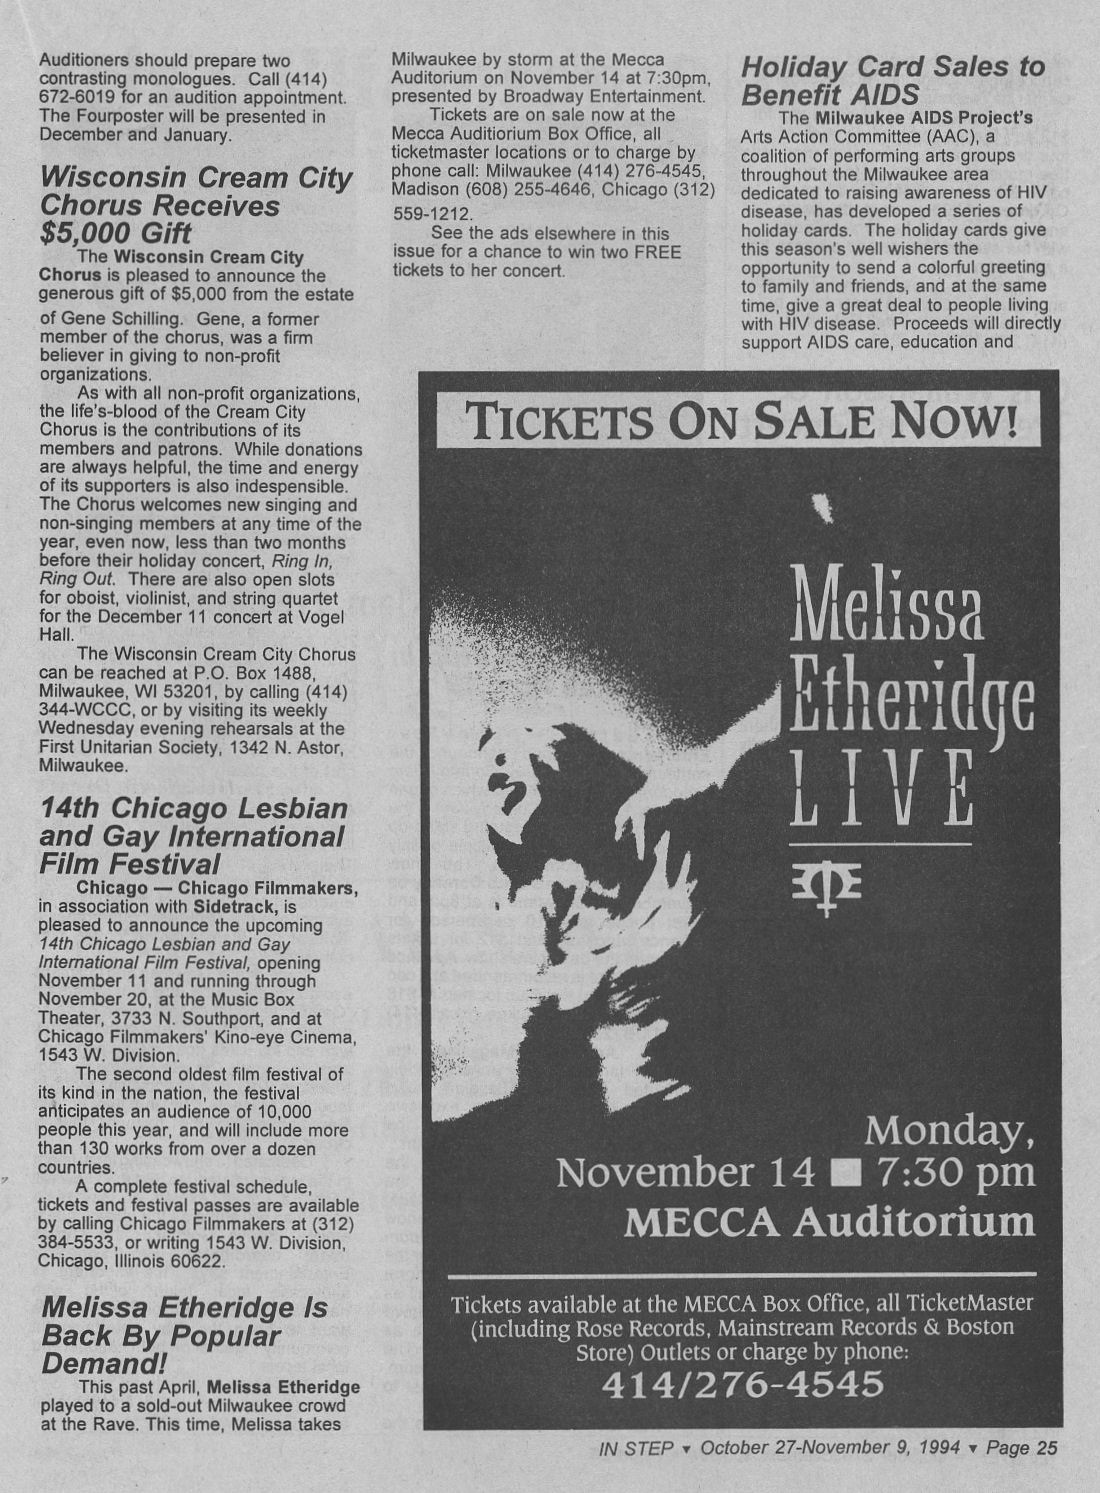 Auditioners should prepare two
contrasting monologues. Call (414)
672-6019 for an audition appointment.
The Fourposter will be presented in
December and January.
Wisconsin Cream City
Chorus Receives
$5,000 Gift
The Wisconsin Cream City
Chorus is pleased to announce the
generous gift of $5,000 from the estate
of Gene Schilling. Gene, a former
member of the chorus, was a firm
believer in giving to non-profit
organizations.
As with all non-profit organizations,
the life's-blood of the Cream City
Chorus is the contributions of its
members and patrons. While donations
are always helpful, the time and energy
of its supporters is also indespensible.
The Chorus welcomes new singing and
non-singing members at any time of the
year, even now, less than two months
before their holiday concert, Ring In,
Ring Out. There are also open slots
for oboist, violinist, and string quartet
for the December 11 concert at Vogel
Hall.
The Wisconsin Cream City Chorus
can be reached at P.O. Box 1488,
Milwaukee, WI 53201, by calling (414)
344-WCCC, or by visiting its weekly
Wednesday evening rehearsals at the
First Unitarian Society, 1342 N. Astor,
Milwaukee.
14th Chicago Lesbian
and Gay International
Film Festival
Chicago — Chicago Filmmakers,
in association with Sidetrack, is
pleased to announce the upcoming
14th Chicago Lesbian and Gay
International Film Festival, opening
November 11 and running through
November 20, at the Music Box
Theater, 3733 N. Southport, and at
Chicago Filmmakers' Kino-eye Cinema,
1543 W. Division.
The second oldest film festival of
its kind in the nation, the festival
anticipates an audience of 10,000
people this year, and will include more
than 130 works from over a dozen
countries.
A complete festival schedule,
tickets and festival passes are available
by calling Chicago Filmmakers at (312)
384-5533, or writing 1543 W. Division,
Chicago, Illinois 60622.
Melissa Etheridge Is
Back By Popular
Demand!
This past April, Melissa Etheridge
played to a sold-out Milwaukee crowd
at the Rave. This time, Melissa takes
Milwaukee by storm at the Mecca
Auditorium on November 14 at 7:30pm,
presented by Broadway Entertainment.
Tickets are on sale now at the
Mecca Auditiorium Box Office, all
ticketmaster locations or to charge by
phone call: Milwaukee (414) 276-4545,
Madison (608) 255-4646, Chicago (312)
559-1212.
See the ads elsewhere in this
issue for a chance to win two FREE
tickets to her concert.
Holiday Card Sales to
Benefit AIDS
The Milwaukee AIDS Project's
Arts Action Committee (AAC), a
coalition of performing arts groups
throughout the Milwaukee area
dedicated to raising awareness of HIV
disease, has developed a series of
holiday cards. The holiday cards give
this season's well wishers the
opportunity to send a colorful greeting
to family and friends, and at the same
time, give a great deal to people living
with HIV disease. Proceeds will directly
support AIDS care, education and
TICKETS ON SALE NOW!
Melissa
Etheridge
LIVE
Monday,
November 14 ■ 7:30 pm
MECCA Auditorium
Tickets available at the MECCA Box Office, all TicketMaster
(including Rose Records, Mainstream Records & Boston
Store) Outlets or charge by phone:
414/276-4545
IN STEP ▼ October 27-November 9, 1994 ▼ Page 25